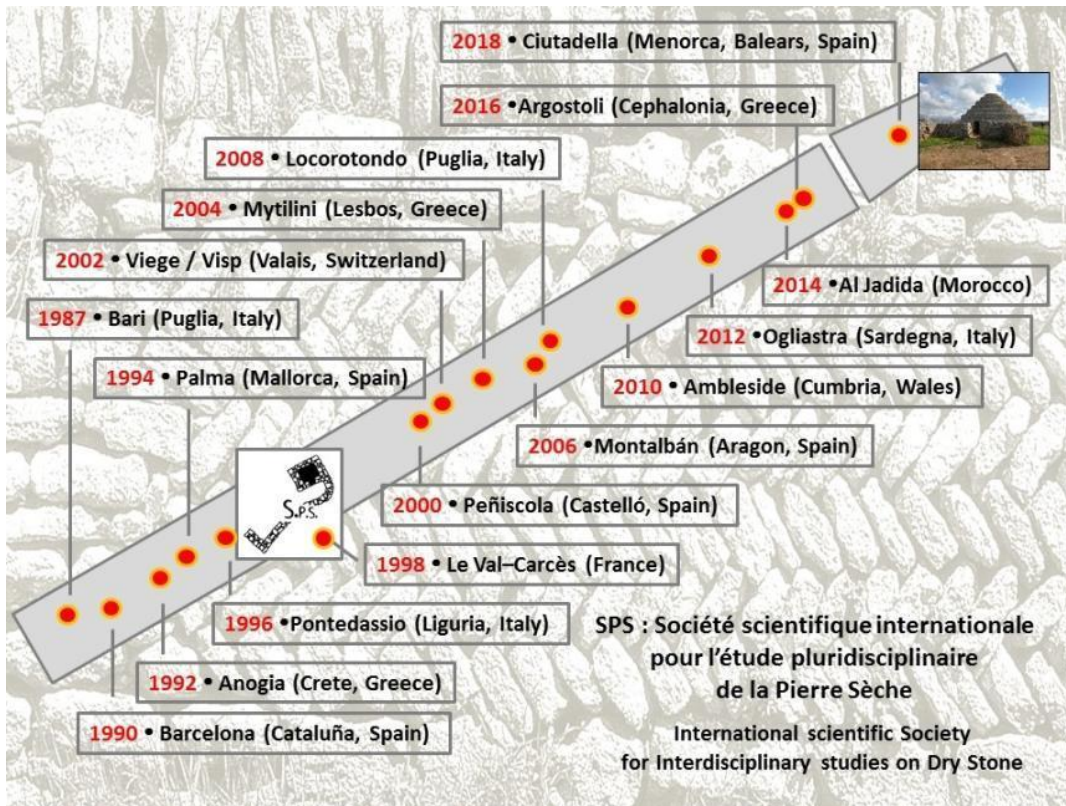 2018 • Ciutadella (Menorca, Balears, Spain)
2016 •Argostoli (Cephalonia, Greece)
2008 • Locorotondo (Puglia, Italy)
2004 • Mytilini (Lesbos, Greece)
2002 • Viege / Visp (Valais, Switzerland)
1987 • Bari (Puglia, Italy)
1994 • Palma (Mallorca, Spain)
2014 •Al Jadida (Morocco)
2012 •Ogliastra (Sardegna, Italy)
2010 • Ambleside (Cumbria, Wales)
2006 •Montalbán (Aragon, Spain)
2000 • Peñiscola (Castelló, Spain)
S.P.S.
1998 • Le Val–Carcès (France)
1996 •Pontedassio (Liguria, Italy)
1992 • Anogia (Crete, Greece)
1990 • Barcelona (Cataluña, Spain)
SPS : Société scientifique internationale
pour l'étude pluridisciplinaire
de la Pierre Sèche
International scientific Society
for Interdisciplinary studies on Dry Stone